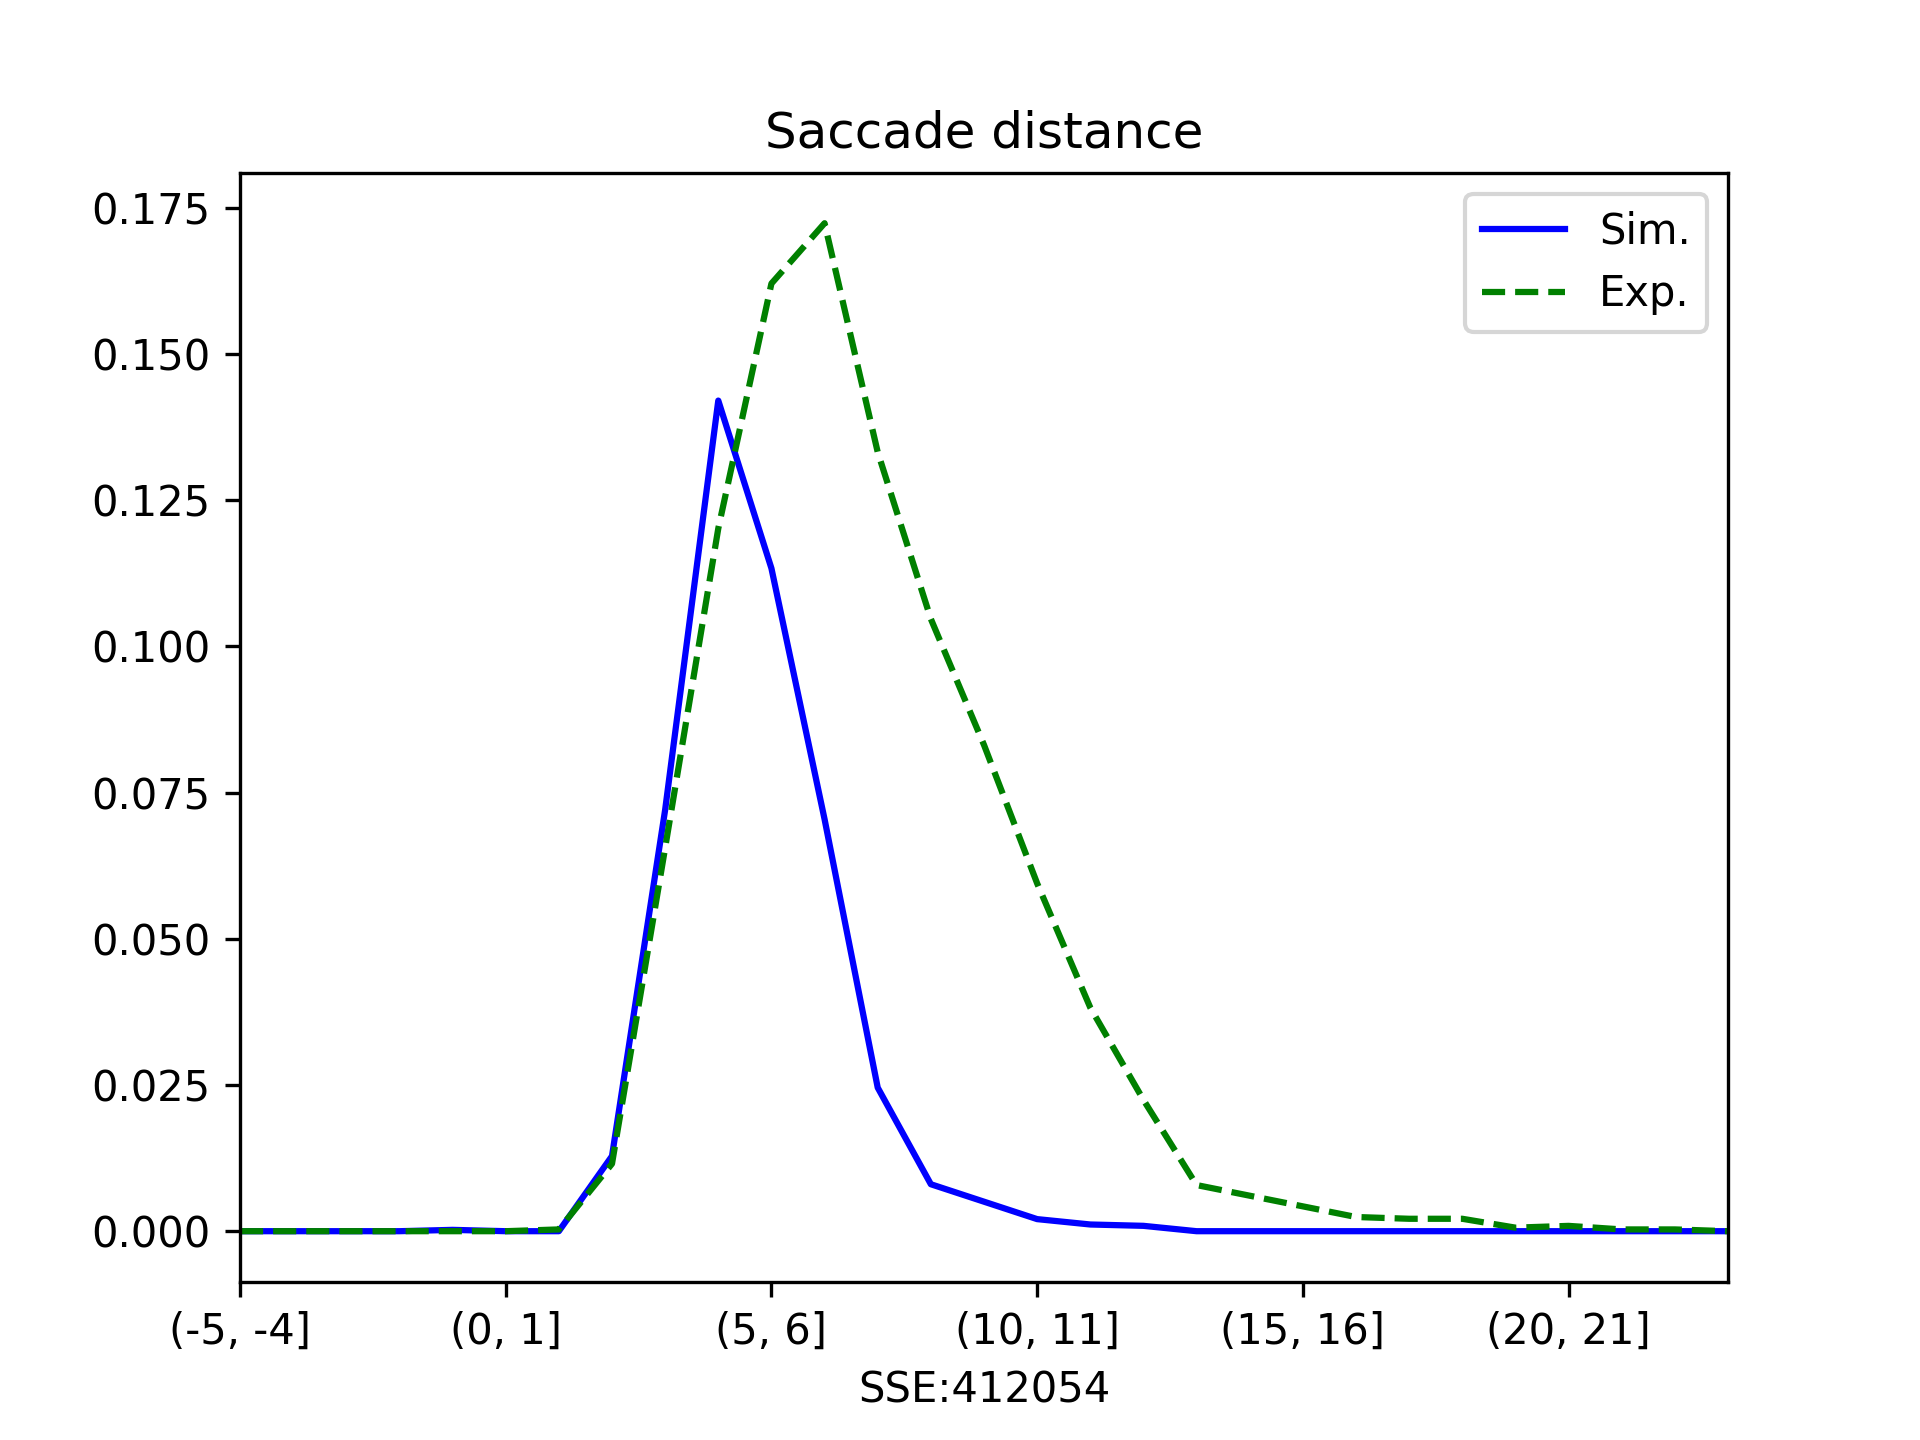 Saccade distance
0.175
0.150
0.125
0.100
0.075
0.050
0.025
0.000
Sim.
Exp.
(-5, -4] (0, 1] (5, 6] (10, 11] (15, 16] (20, 21]
SSE:412054